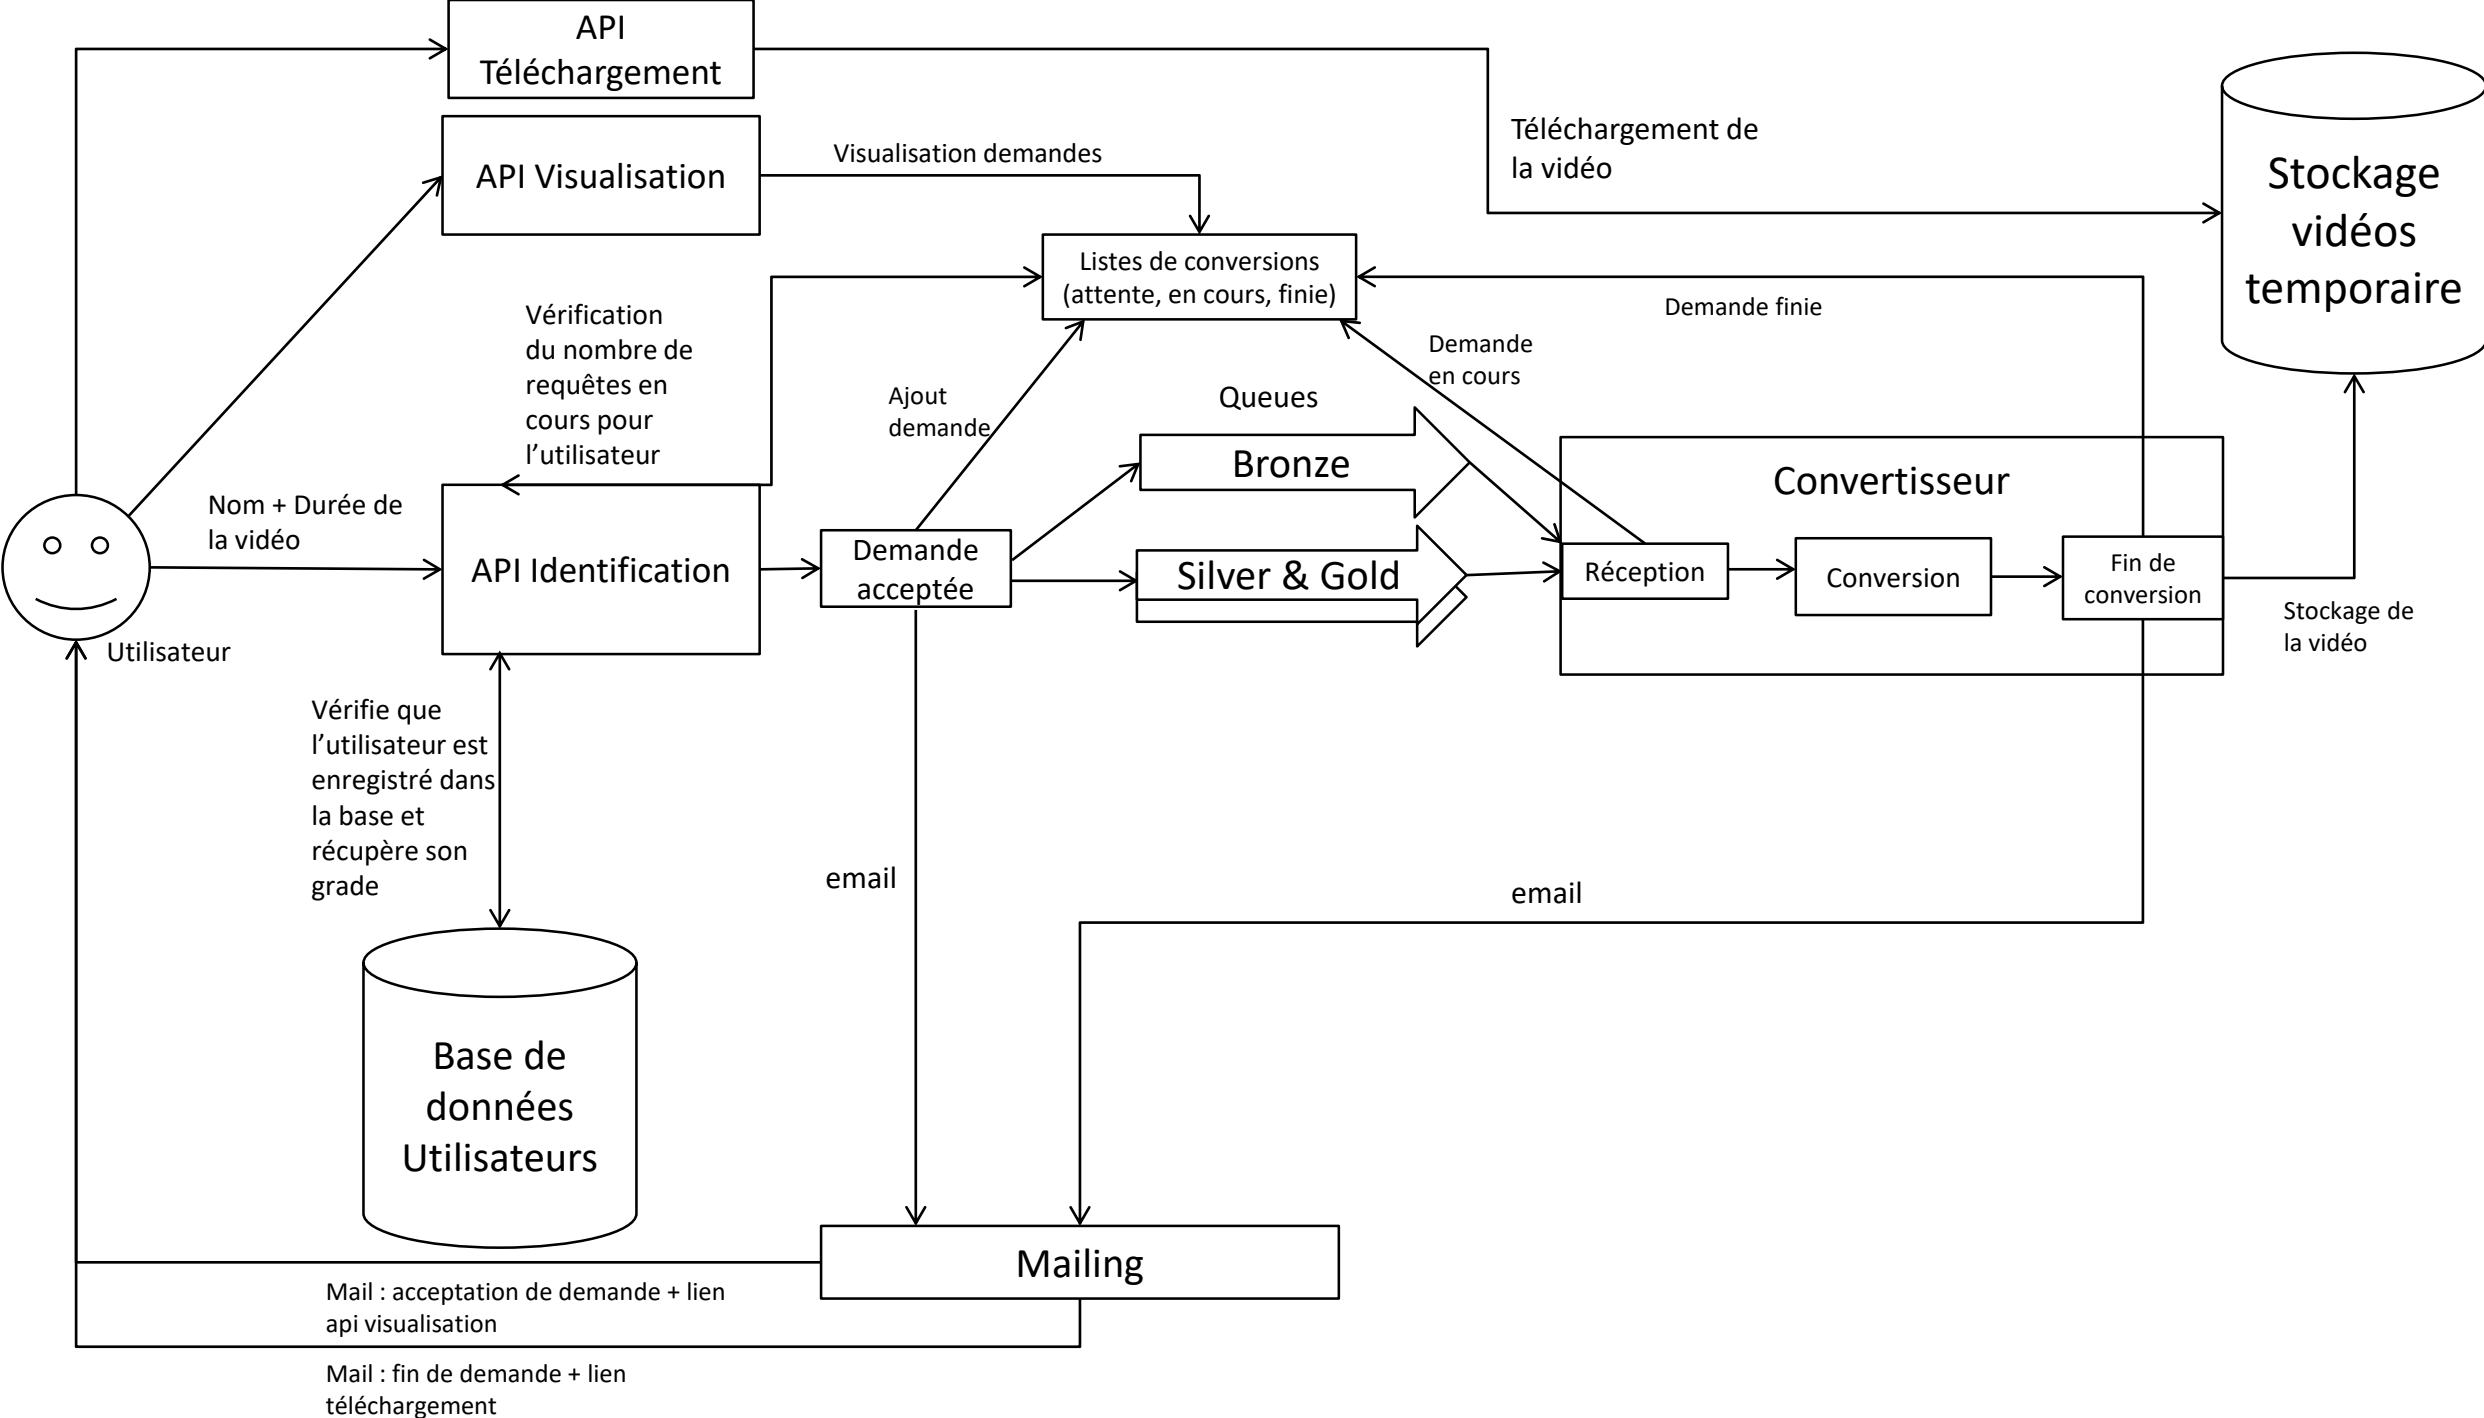 API
Téléchargement
Téléchargement de
la vidéo
API Visualisation
Visualisation demandes
Stockage
vidéos
temporaire
Listes de conversions
(attente, en cours, finie)
Demande finie
Vérification
du nombre de
requêtes en
cours pour
l’utilisateur
Demande
en cours
Ajout
demande
Queues
Bronze
Convertisseur
Nom + Durée de
la vidéo
API Identification
Demande
acceptée
Silver & Gold
Réception
Conversion
Fin de
conversion
Stockage de
la vidéo
Utilisateur
Vérifie que
l’utilisateur est
enregistré dans
la base et
récupère son
grade
email
email
Base de
données
Utilisateurs
Mailing
Mail : acceptation de demande + lien
api visualisation
Mail : fin de demande + lien
téléchargement